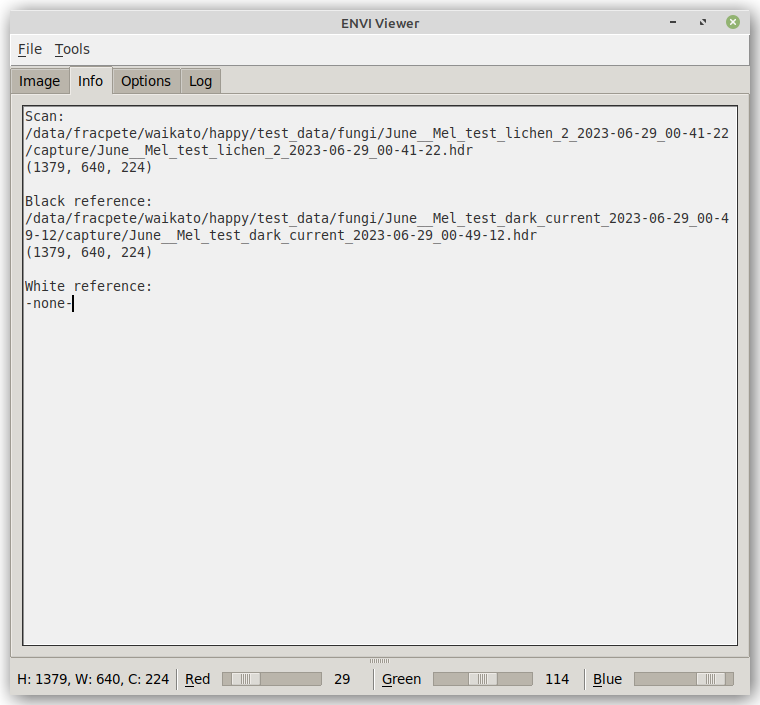 ENVI Viewer
File Tools
Image Info Options Log
Scan:
/data/fracpete/waikato/happy/test_data/fungi/June__Mel_test_lichen_2_2023-06-29_00-41-22
/capture/June__Mel_test_lichen_2_2023-06-29_00-41-22.hdr
(1379, 640, 224)
Black reference:
/data/fracpete/waikato/happy/test_data/fungi/June__Mel_test_dark_current_2023-06-29_00-4
9-12/capture/June__Mel_test_dark_current_2023-06-29_00-49-12.hdr
(1379, 640, 224)
White reference:
-none-
H: 1379, W: 640, C: 224 Red 29 Green 114 Blue